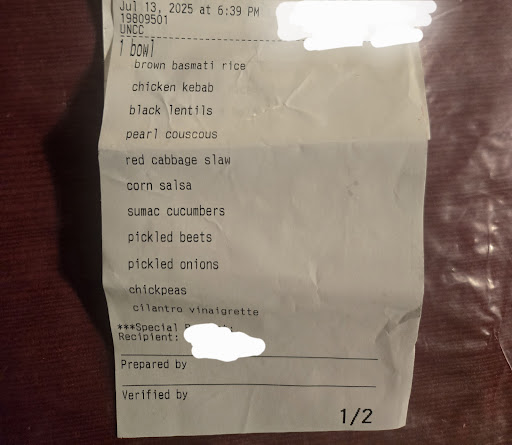 Jul 13, 2025 at 6:39 PM
19809501
UNCC
1 bowl
brown basmati rice
chicken kebab
black lentils
pearl couscous
red cabbage slaw
corn salsa
sumac cucumbers
pickled beets
pickled onions
chickpeas
cilantro vinaigrette
***Special
Recipient:
Prepared by
Verified by
1/2